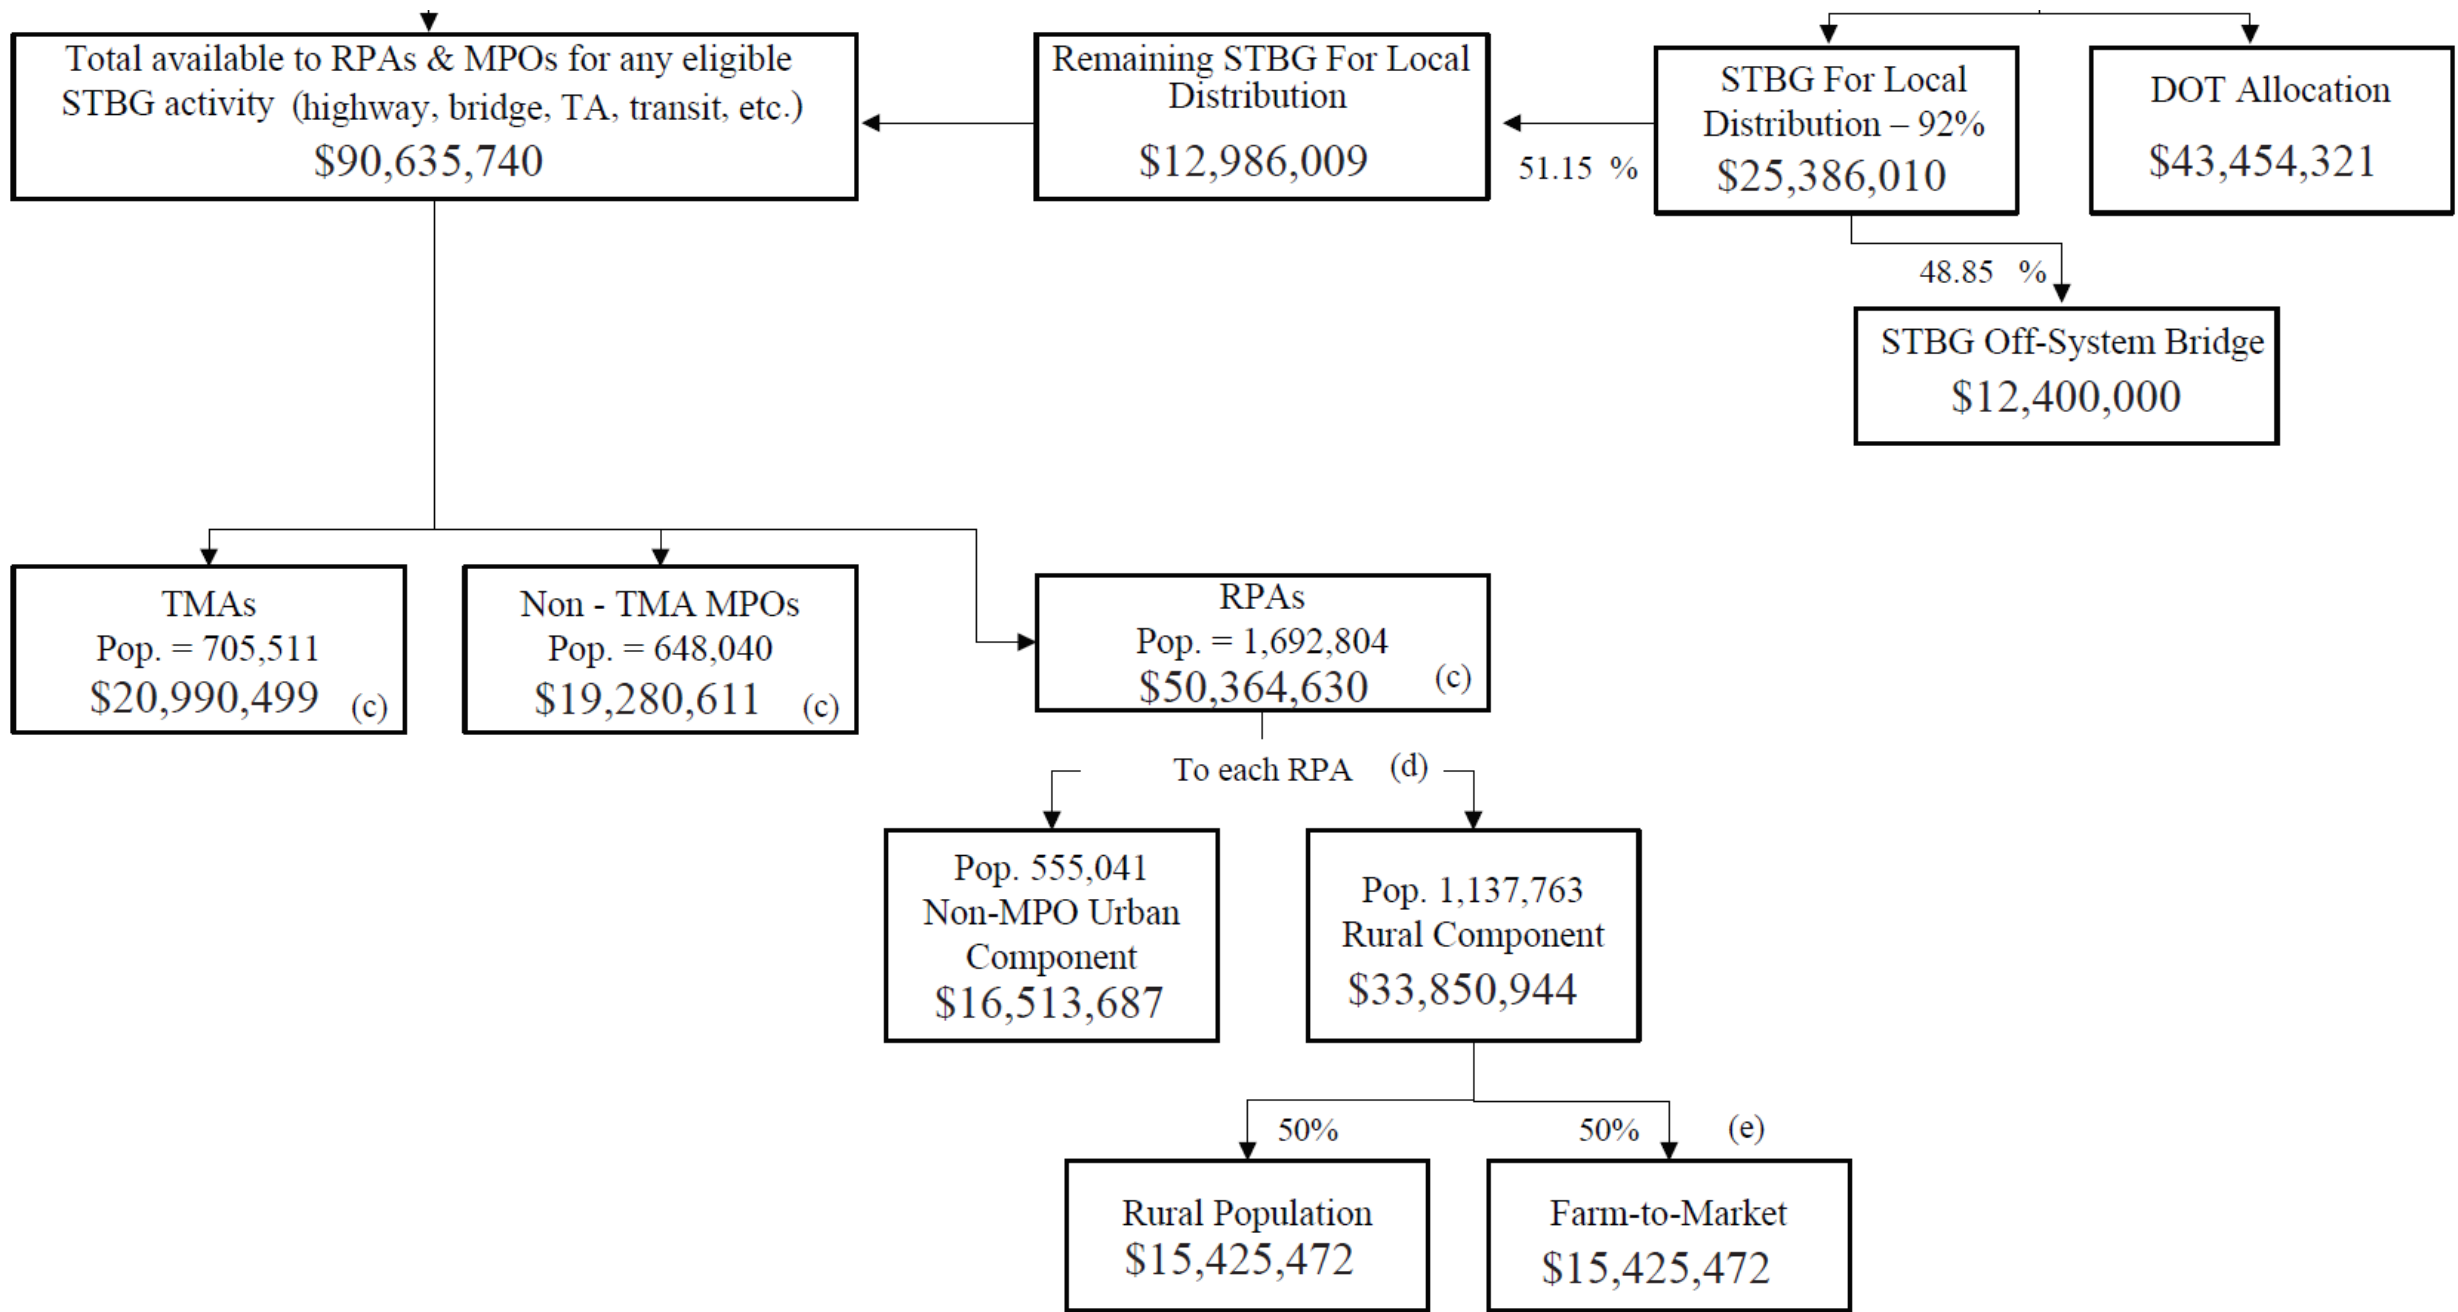 Total available to RPAs & MPOs for any eligible
STBG activity (highway, bridge, TA, transit, etc.)
$90,635,740
Remaining STBG For Local
Distribution
$12,986,009
51.15 %
STBG For Local
Distribution – 92%
$25,386,010
DOT Allocation
$43,454,321
48.85 %
STBG Off-System Bridge
$12,400,000
TMAs
Pop. = 705,511
$20,990,499 (c)
Non - TMA MPOs
Pop. = 648,040
$19,280,611 (c)
RPAs
Pop. = 1,692,804
$50,364,630 (c)
To each RPA (d)
Pop. 555,041
Non-MPO Urban
Component
$16,513,687
Pop. 1,137,763
Rural Component
$33,850,944
50%
50% (e)
Rural Population
$15,425,472
Farm-to-Market
$15,425,472